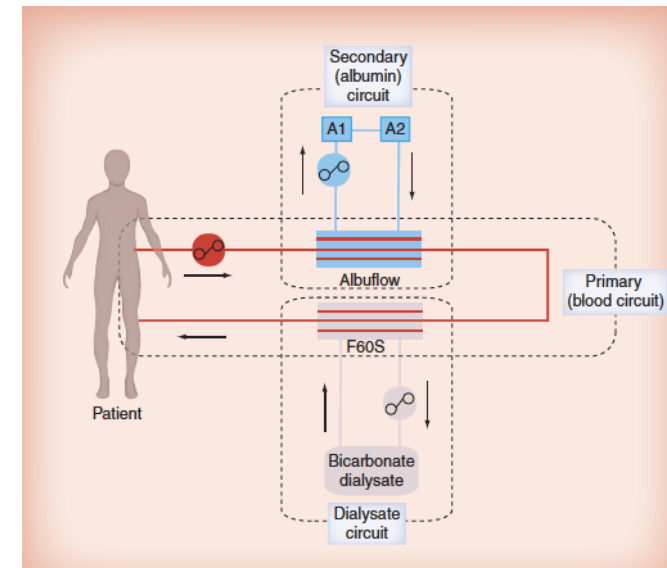 Secondary
(albumin)
circuit
A1
A2
Albuflow
Primary
(blood circuit)
F60S
Patient
Bicarbonate
dialysate
Dialysate
circuit